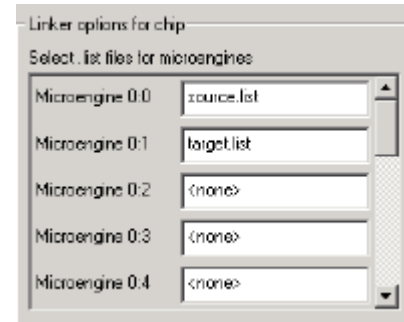 Linker options for chip
Select .list files for microengines
Microengine 0:0 source.list
Microengine 0:1 target.list
Microengine 0:2 <none>
Microengine 0:3 <none>
Microengine 0:4 <none>